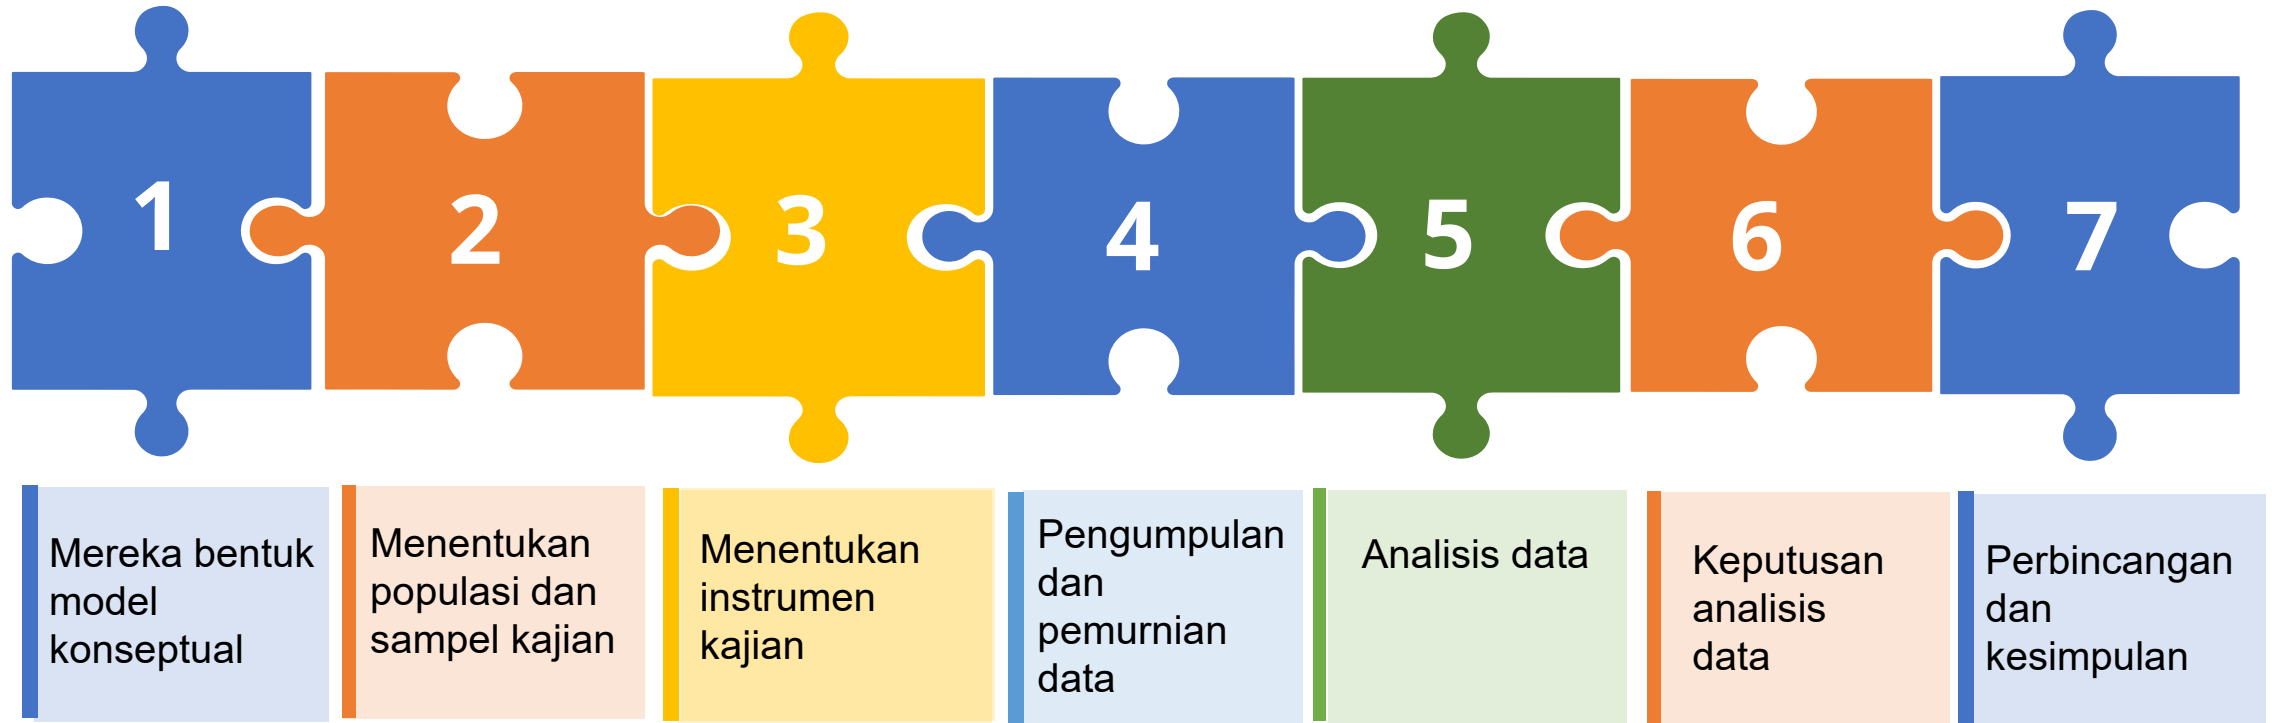 1
2
3
4
5
6
7
Mereka bentuk
model
konseptual
Menentukan
populasi dan
sampel kajian
Menentukan
instrumen
kajian
Pengumpulan
dan
pemurnian
data
Analisis data
Keputusan
analisis
data
Perbincangan
dan
kesimpulan